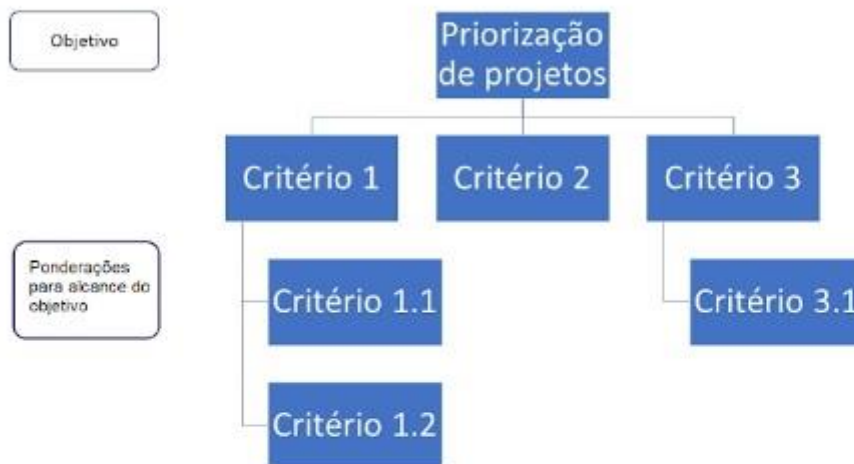 Objetivo
Priorização
de projetos
Critério 1
Critério 2
Critério 3
Ponderações
para alcance do
objetivo
Critério 1.1
Critério 3.1
Critério 1.2